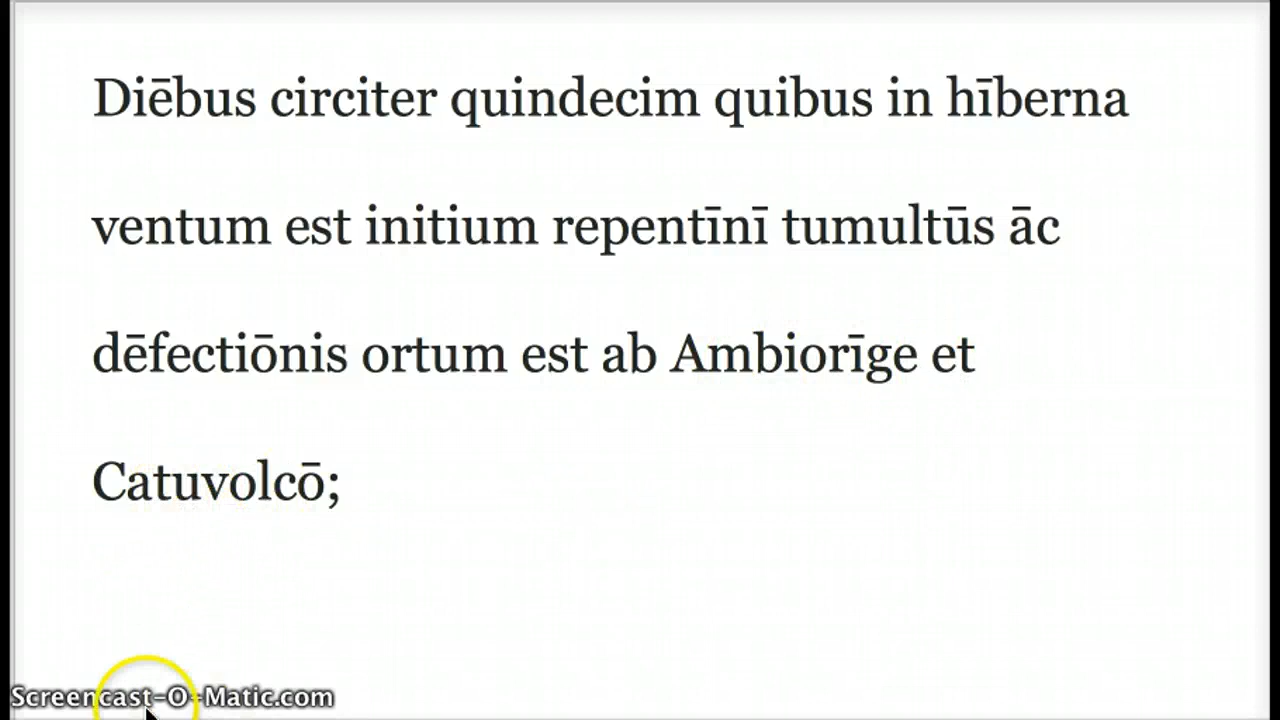 Diēbus circiter quindecim quibus in hīberna
ventum est initium repentīnī tumultūs āc
dēfectiōnis ortum est ab Ambiorīge et
Catuvolcō;
Screencast-O-Matic.com